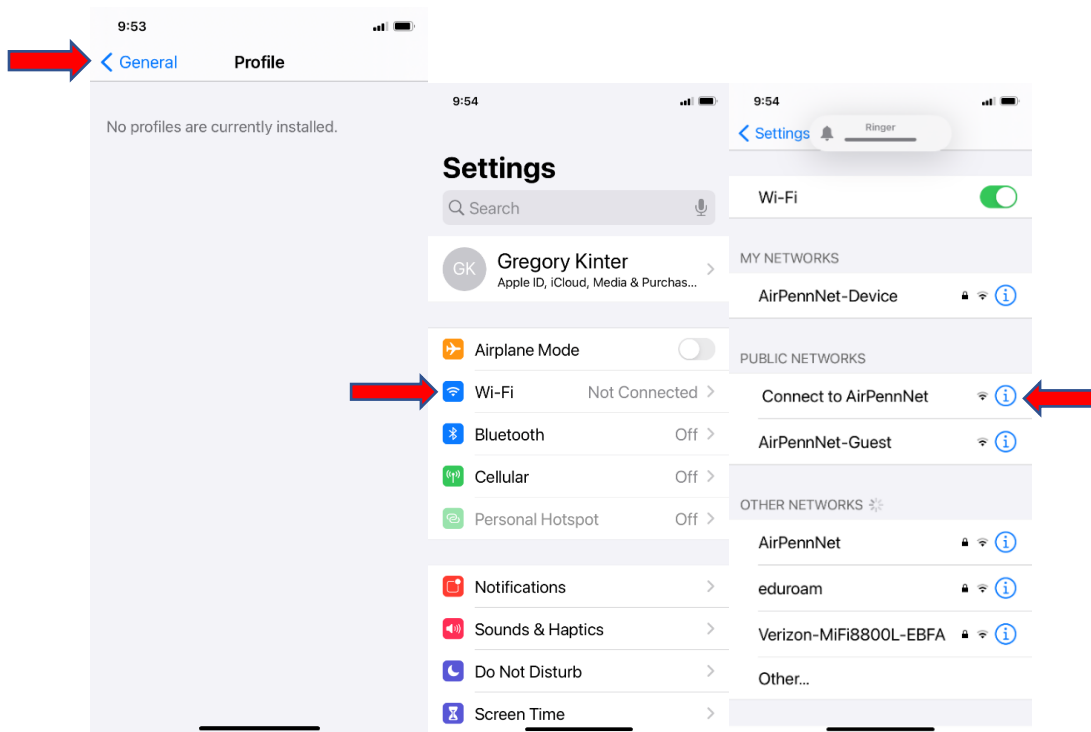 9:53
General Profile
No profiles are currently installed.
9:54
Settings
Search
GK
Gregory Kinter
Apple ID, iCloud, Media & Purchas...
Airplane Mode
Wi-Fi Not Connected
Bluetooth Off
Cellular Off
Personal Hotspot Off
Notifications
Sounds & Haptics
Do Not Disturb
Screen Time
9:54
Settings Ringer
Wi-Fi
MY NETWORKS
AirPennNet-Device
PUBLIC NETWORKS
Connect to AirPennNet
AirPennNet-Guest
OTHER NETWORKS
AirPennNet
eduroam
Verizon-MiFi8800L-EBFA
Other...